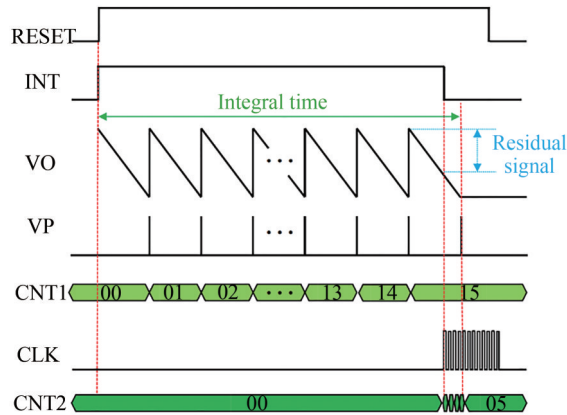 RESET
INT
Integral time
VO
Residual
signal
VP
CNT1 00 01 02 ... 13 14 15
CLK
CNT2 00 05